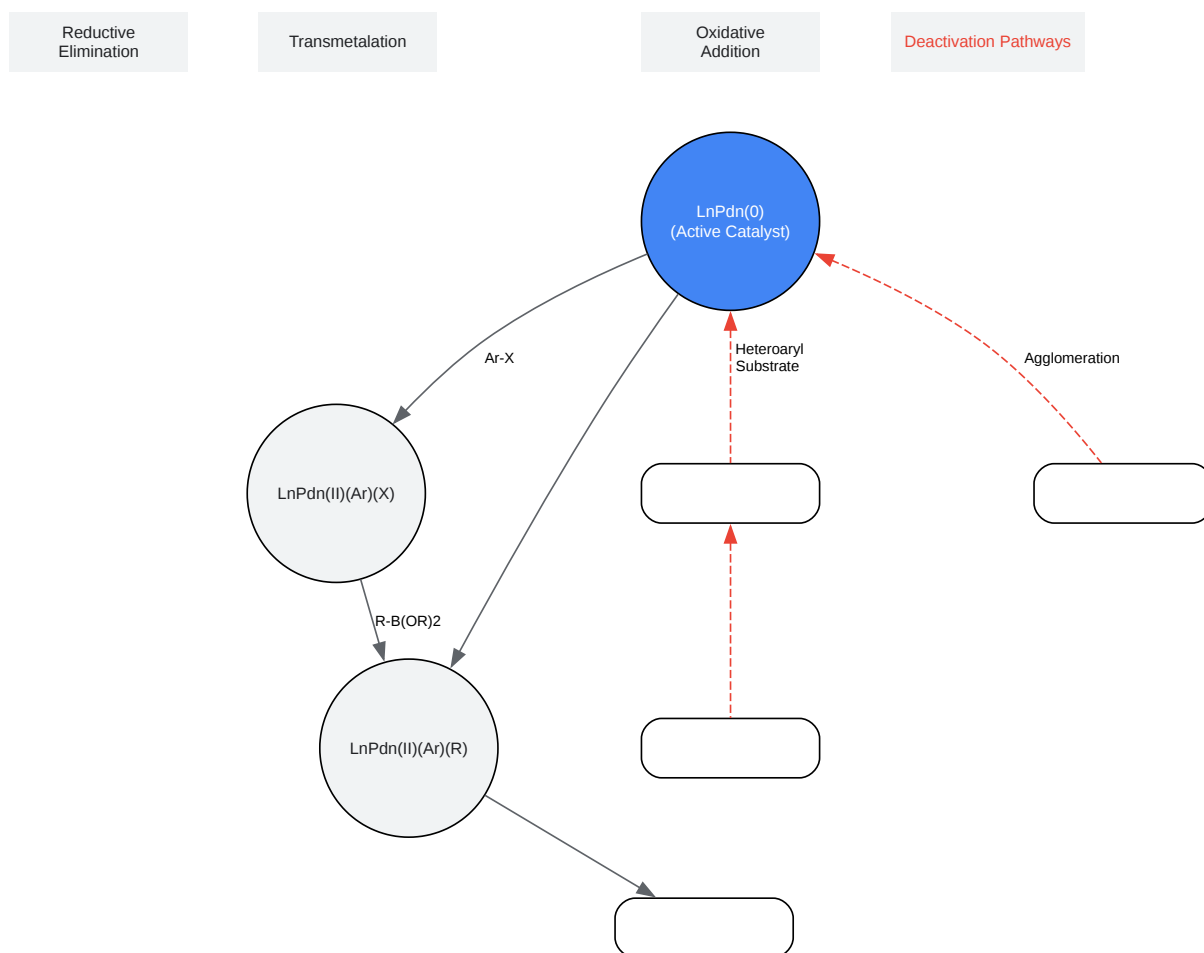 Reductive
Elimination
Transmetalation
Oxidative
Addition
Deactivation Pathways
LnPdn(0)
(Active Catalyst)
Ar-X
Heteroaryl
Substrate
Agglomeration
LnPdn(II)(Ar)(X)
R-B(OR)2
LnPdn(II)(Ar)(R)